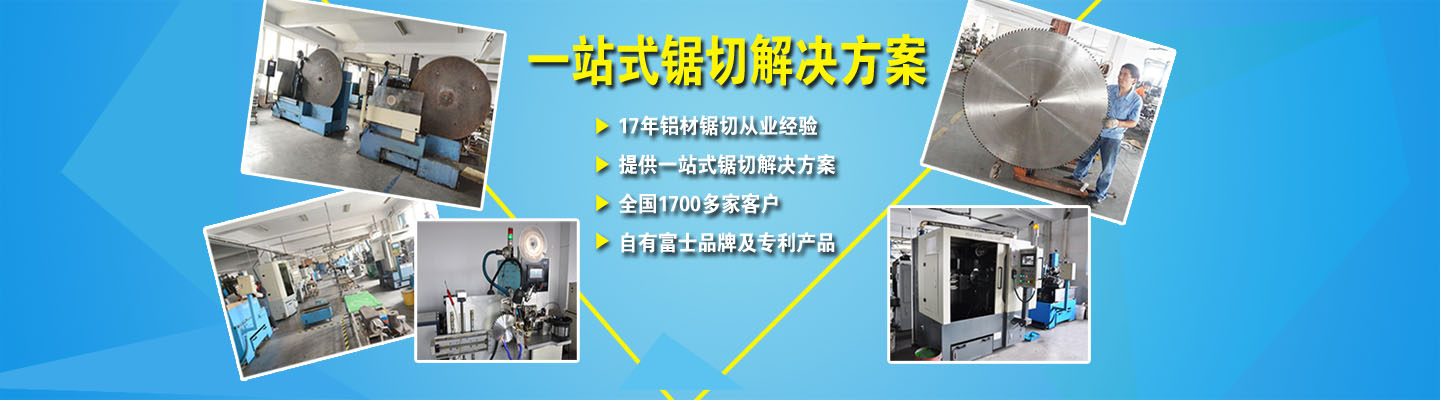 一站式锯切解决方案
17年铝材锯切从业经验
提供一站式锯切解决方案
全国1700多家客户
自有富士品牌及专利产品